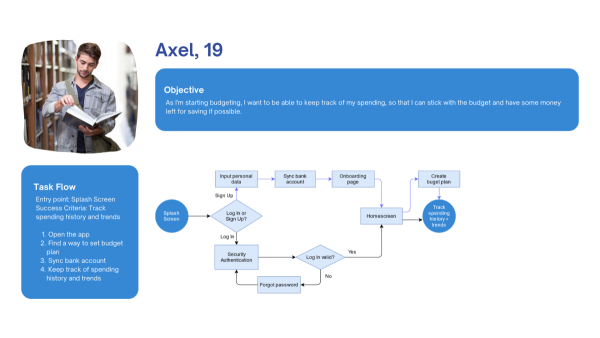 Axel, 19
Objective
As I'm starting budgeting, I want to be able to keep track of my spending, so that I can stick with the budget and have some money
left for saving if possible.
Task Flow
Entry point: Splash Screen
Success Criteria: Track
spending history and trends
1. Open the app
2. Find a way to set budget
plan
3. Sync bank account
4. Keep track of spending
history and trends
Input personal
data
Sync bank
account
Onboarding
page
Create
buget plan
Sign Up
Splash
Screen
Log In or
Sign Up?
Homescreen
Track
spending
history +
trends
Log In
Security
Authentication
Log In valid?
Yes
No
Forgot password